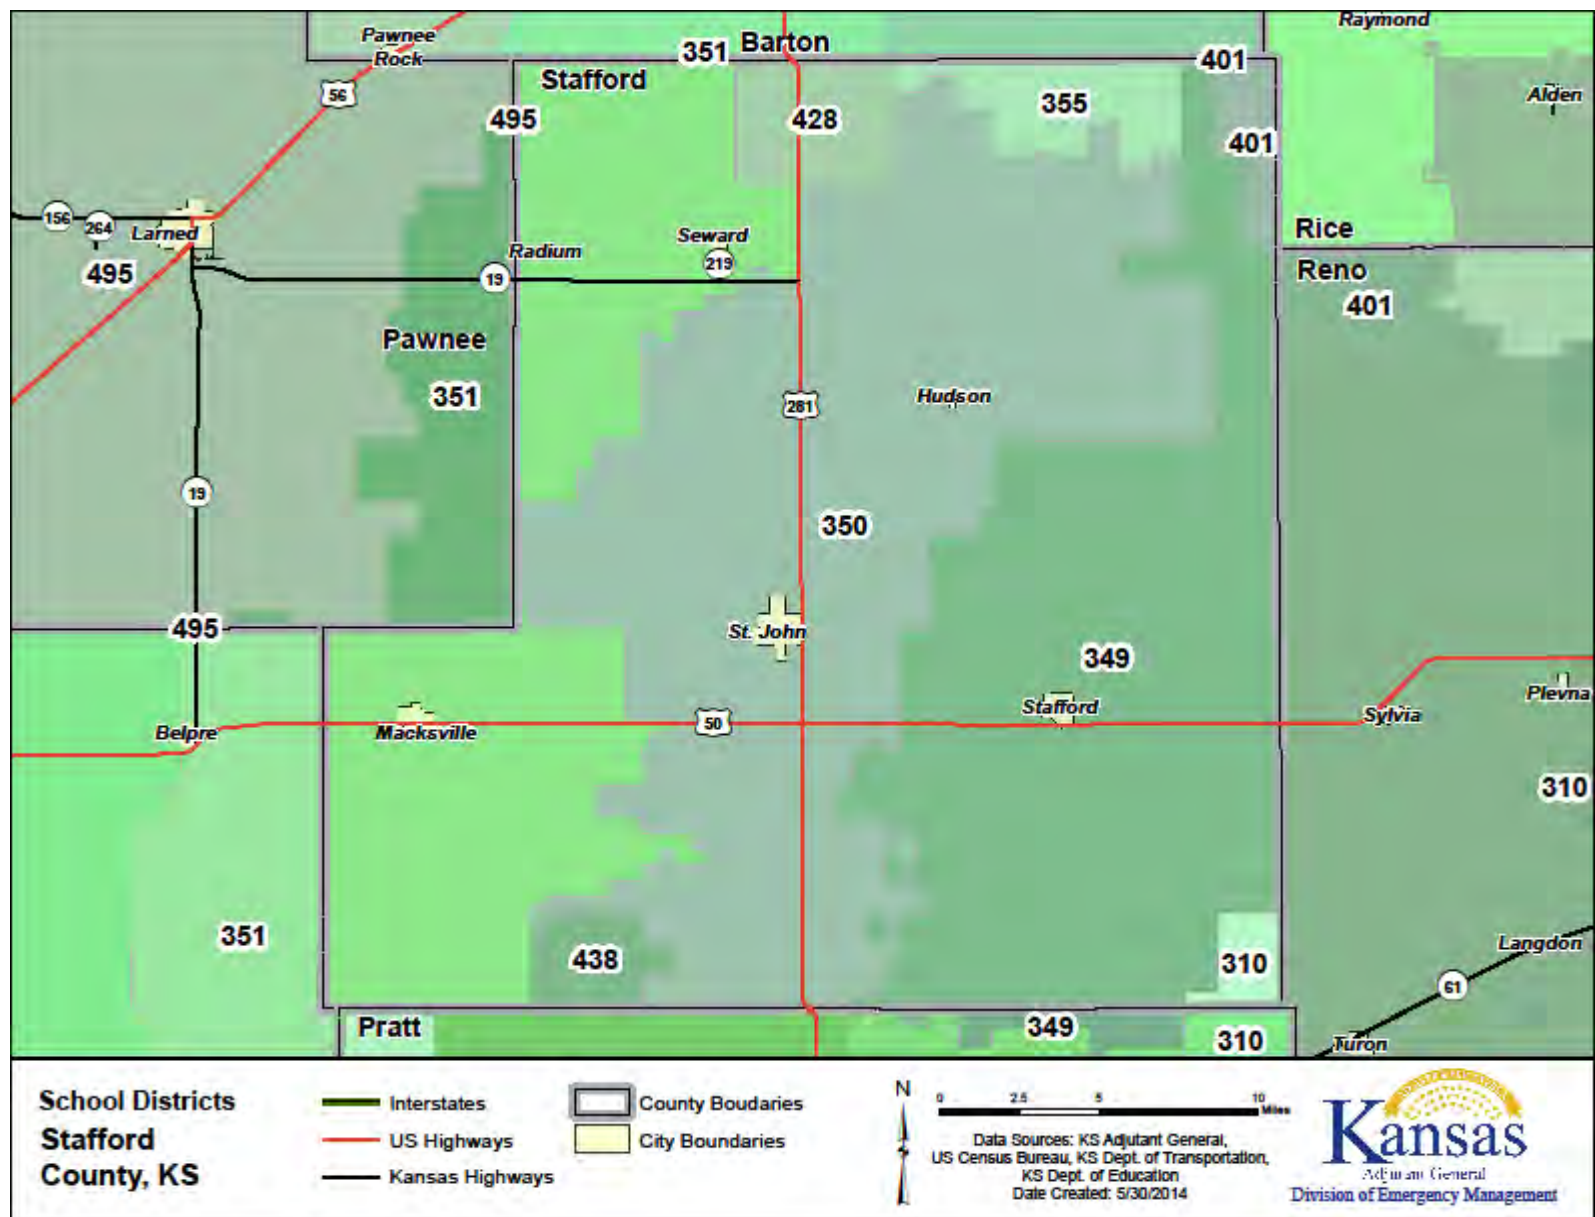 Raymond
Pawnee
Rock
351
Barton
401
Stafford
56
355
Alden
495
428
401
156
264
Larned
Rice
Seward
Radium
219
495
19
Reno
401
Pawnee
351
Hudson
281
19
350
495
St. John
349
Stafford
Plevna
Sylvia
Belpre
Macksville
50
310
351
438
310
Langdon
61
Pratt
349
310
Turon
School Districts
Stafford
County, KS
Interstates
US Highways
Kansas Highways
County Boudaries
City Boundaries
N
0 2.5 5 10
Miles
Data Sources: KS Adjutant General,
US Census Bureau, KS Dept. of Transportation,
KS Dept. of Education
Date Created: 5/30/2014
Kansas
Adjutant General
Division of Emergency Management